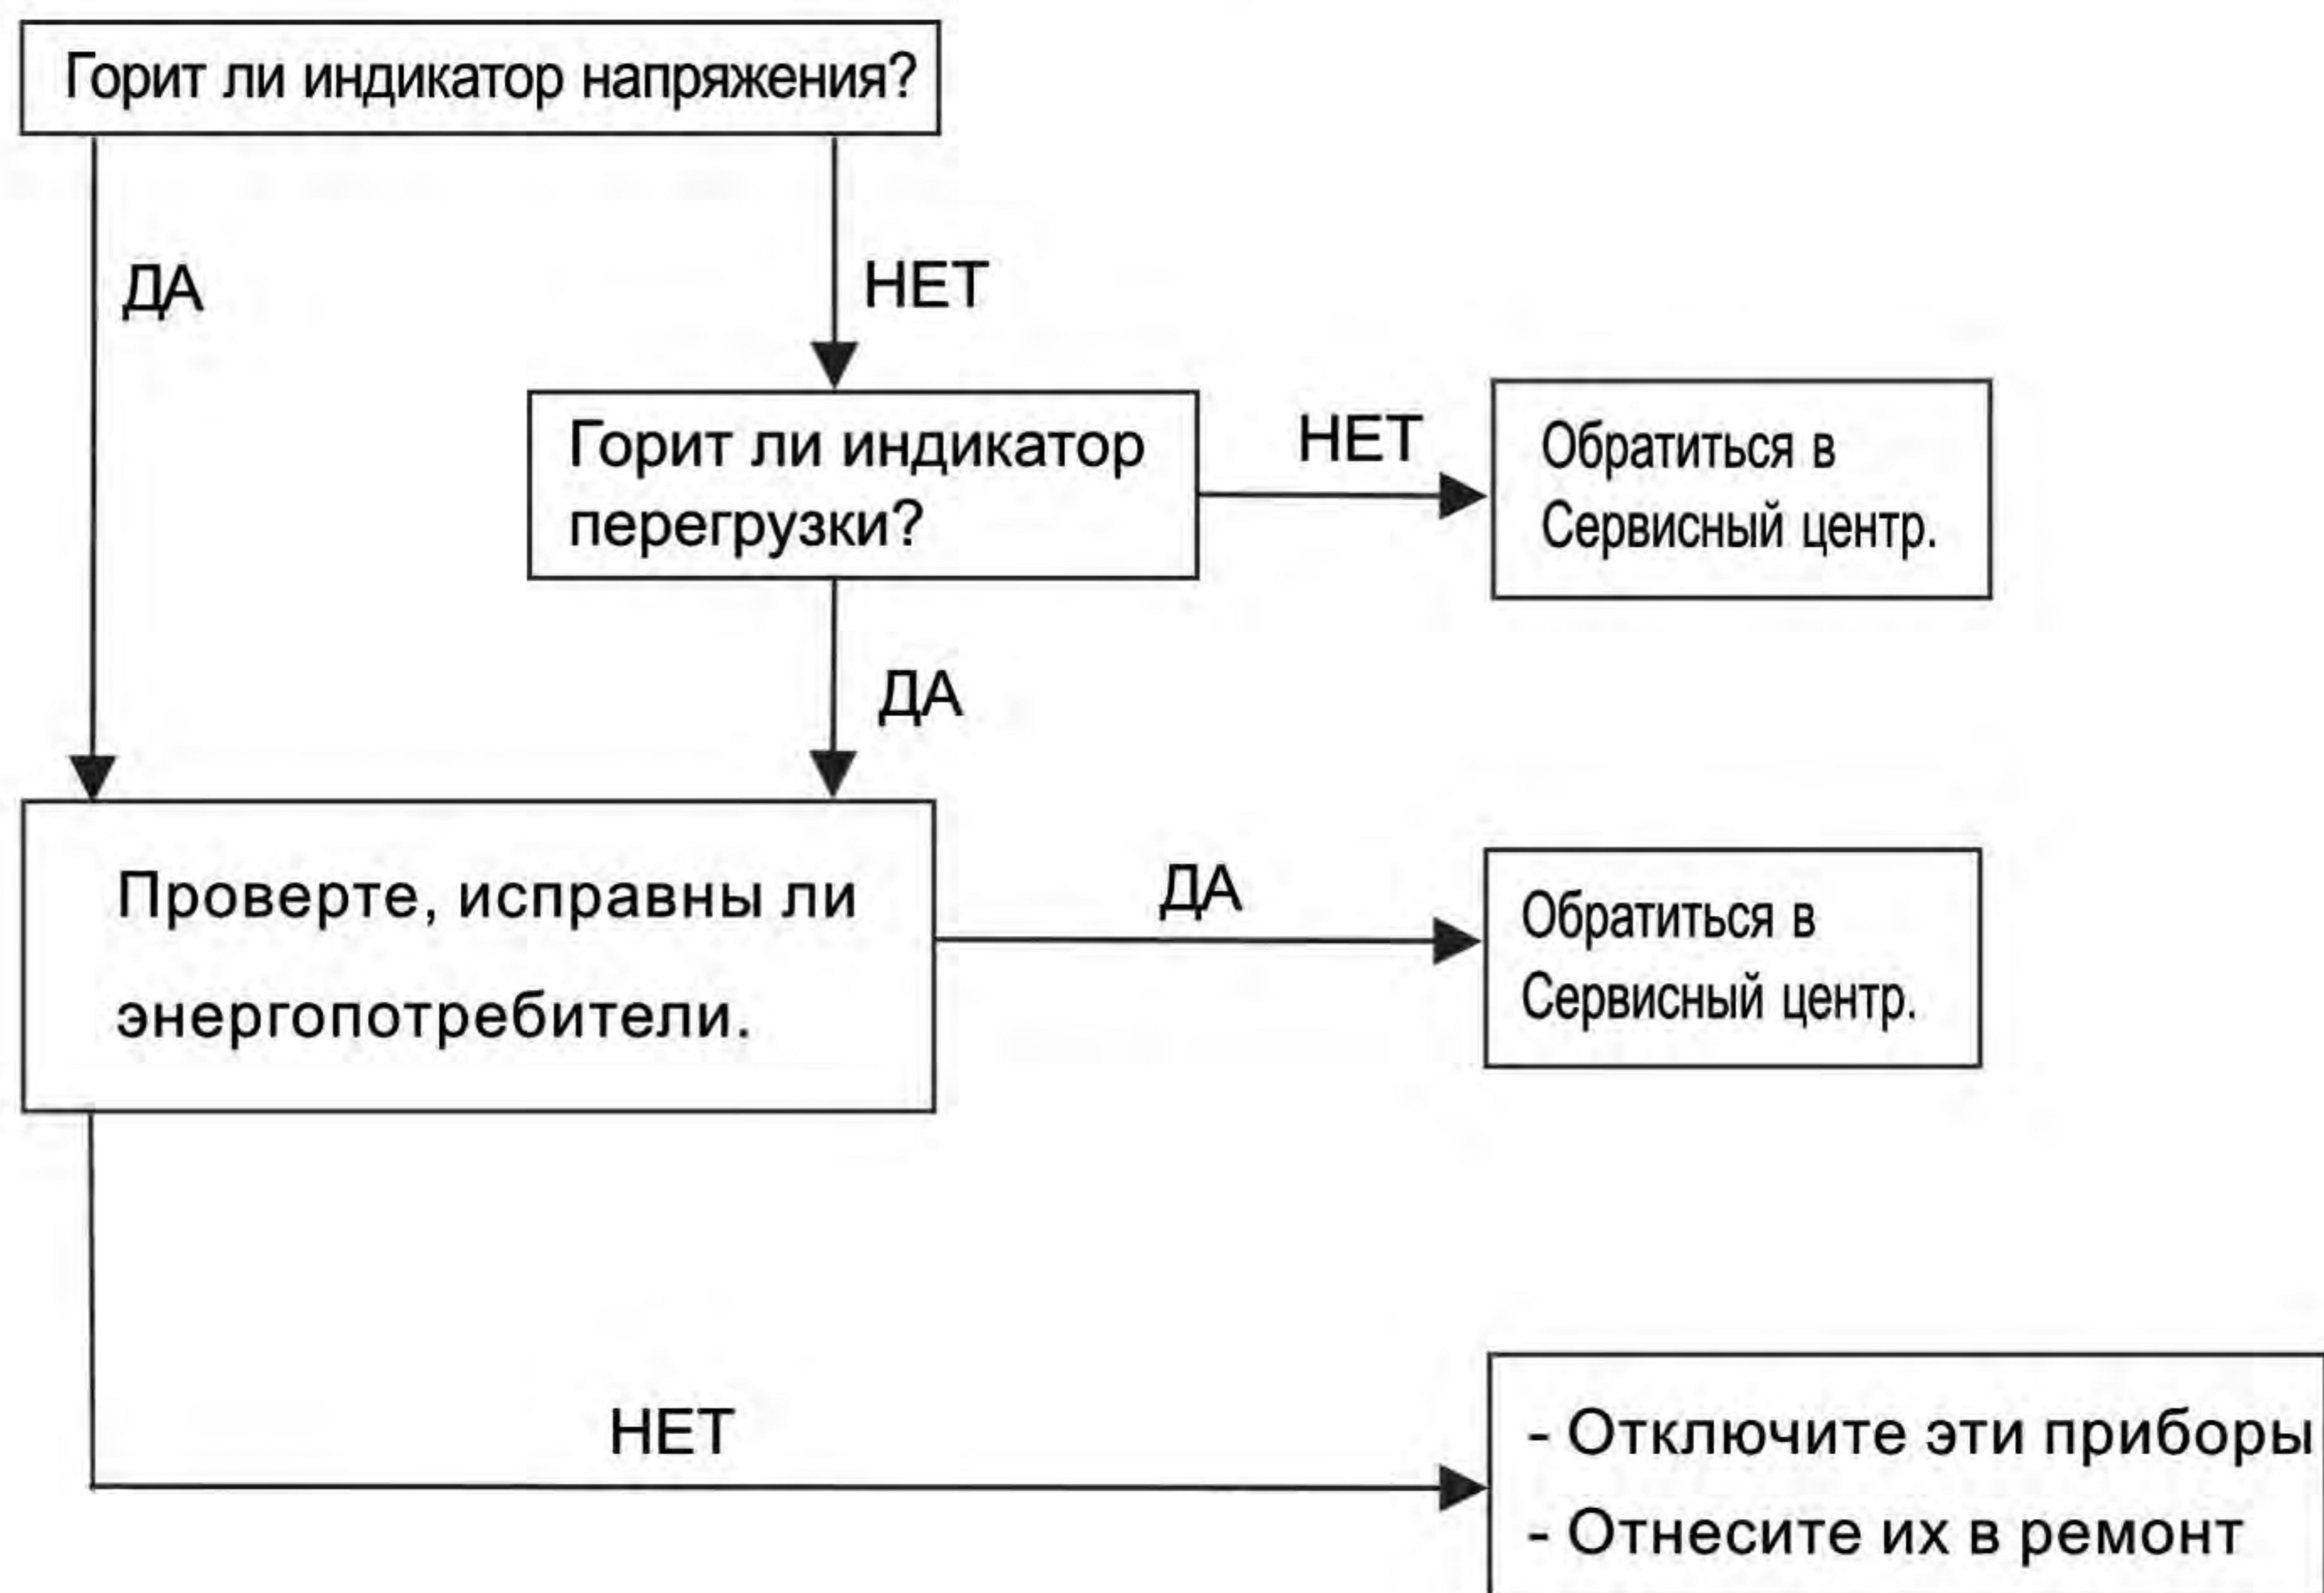 Горит ли индикатор напряжения?
ДА
НЕТ
Горит ли индикатор
перегрузки?
НЕТ
Обратиться в
Сервисный центр.
ДА
Проверте, исправны ли
энергопотребители.
ДА
Обратиться в
Сервисный центр.
НЕТ
- Отключите эти приборы
- Отнесите их в ремонт